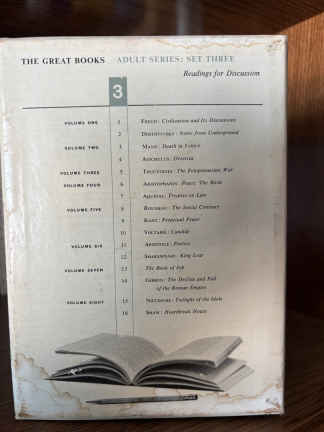 THE GREAT BOOKS ADULT SERIES: SET THREE
Readings for Discussion
3
VOLUME ONE 1 FREUD: Civilization and Its Discontents
2 DOSTOEVSKY: Notes from Underground
VOLUME TWO 3 MANN: Death in Venice
4 AESCHYLUS: Oresteia
VOLUME THREE 5 THUCYDIDES: The Peloponnesian War
VOLUME FOUR 6 ARISTOPHANES: Peace; The Birds
7 AQUINAS: Treatise on Law
VOLUME FIVE 8 ROUSSEAU: The Social Contract
9 KANT: Perpetual Peace
10 VOLTAIRE: Candide
VOLUME SIX 11 ARISTOTLE: Poetics
12 SHAKESPEARE: King Lear
VOLUME SEVEN 13 The Book of Job
14 GIBBON: The Decline and Fall
of the Roman Empire
VOLUME EIGHT 15 NIETZSCHE: Twilight of the Idols
16 SHAW: Heartbreak House